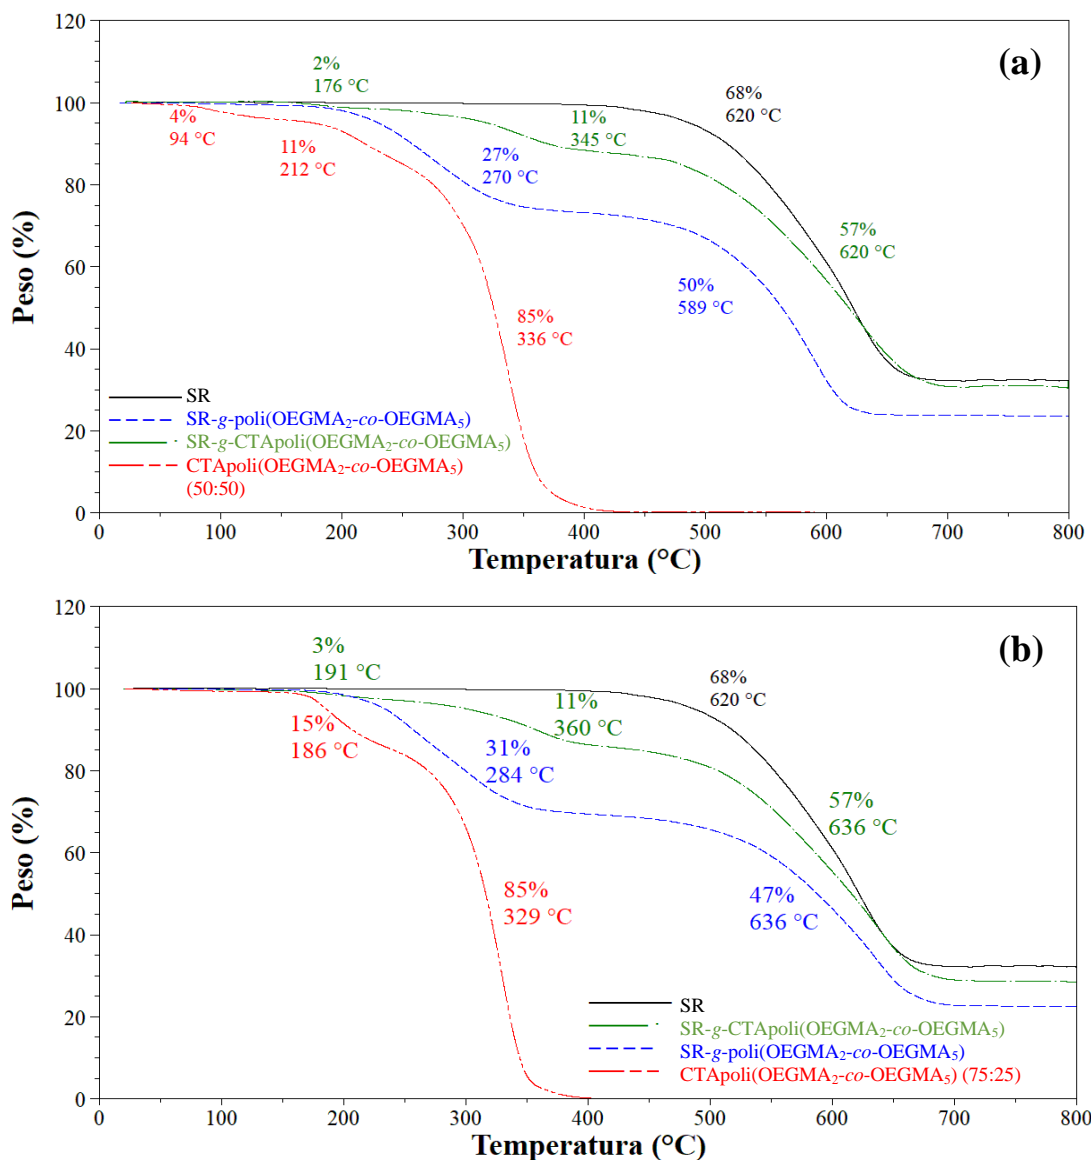 120
(a)
2%
176 °C
68%
620 °C
100
4%
94 °C
11%
345 °C
11%
212 °C
27%
270 °C
80
57%
620 °C
60
50%
589 °C
85%
336 °C
40
SR
SR-g-poli(OEGMA₂-co-OEGMA₅)
SR-g-CTApoli(OEGMA₂-co-OEGMA₅)
CTApoli(OEGMA₂-co-OEGMA₅)
(50:50)
20
0
Peso (%)
0 100 200 300 400 500 600 700 800
Temperatura (°C)
120
(b)
3%
191 °C
68%
620 °C
100
11%
360 °C
15%
186 °C
31%
284 °C
80
57%
636 °C
60
85%
329 °C
47%
636 °C
40
SR
SR-g-CTApoli(OEGMA₂-co-OEGMA₅)
SR-g-poli(OEGMA₂-co-OEGMA₅)
CTApoli(OEGMA₂-co-OEGMA₅) (75:25)
20
0
Peso (%)
0 100 200 300 400 500 600 700 800
Temperatura (°C)